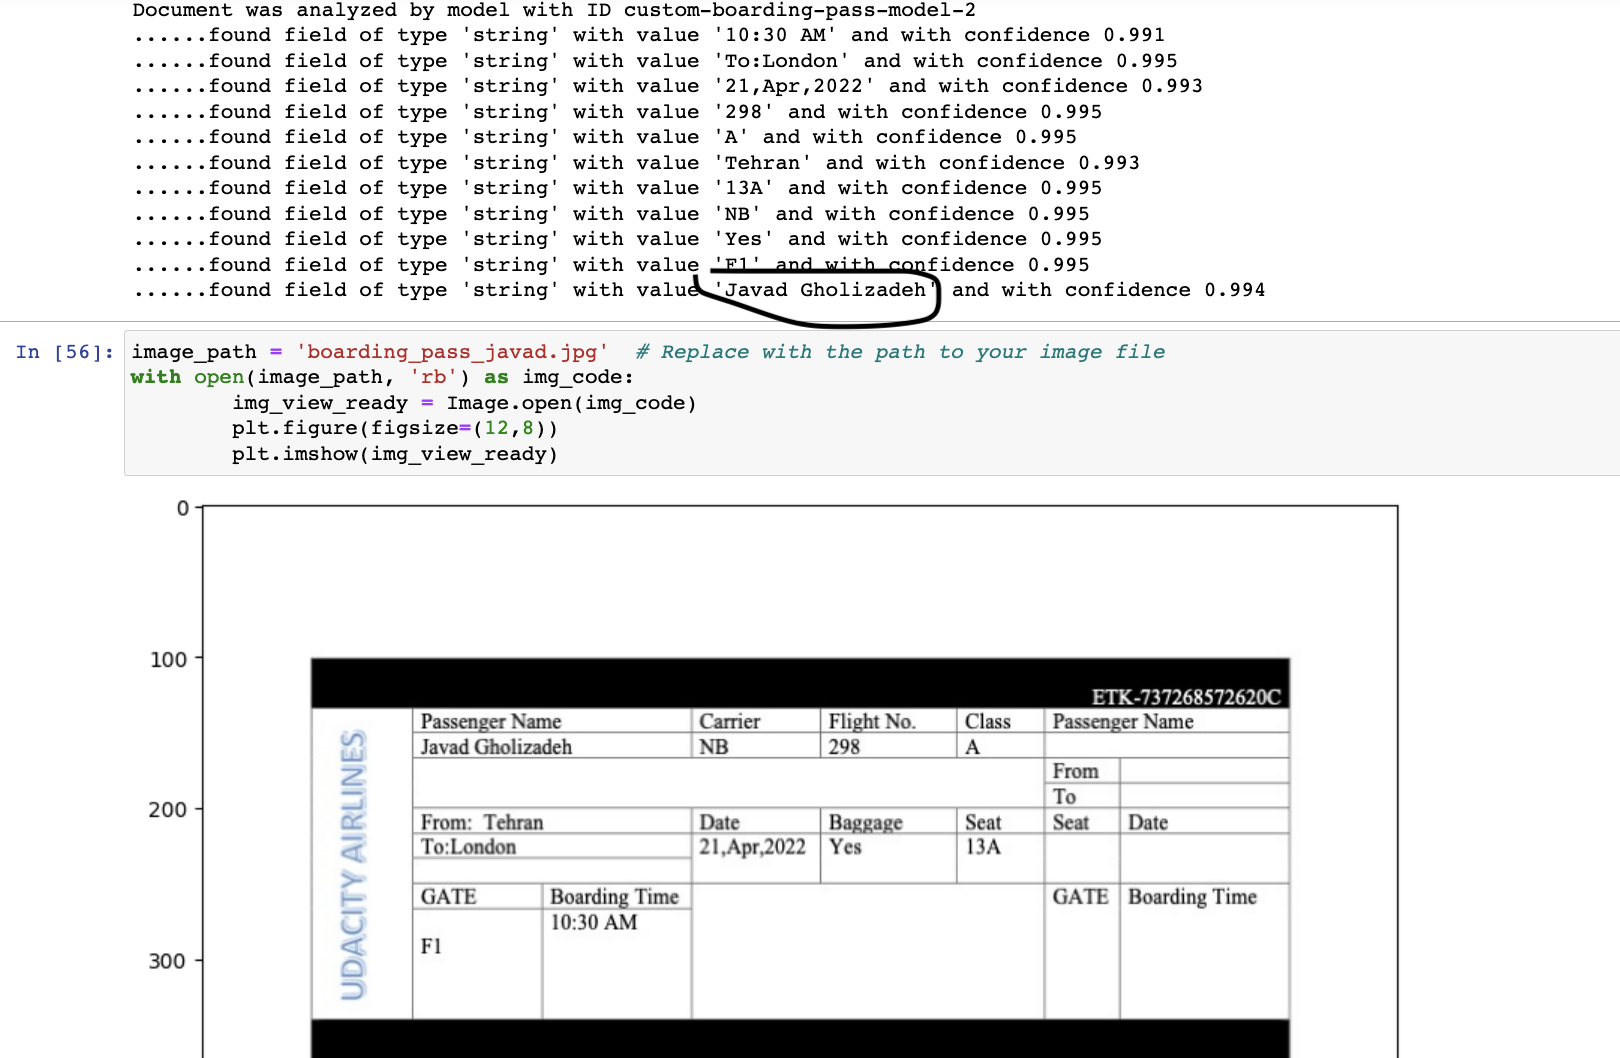 Document was analyzed by model with ID custom-boarding-pass-model-2
......found field of type 'string' with value '10:30 AM' and with confidence 0.991
......found field of type 'string' with value 'To:London' and with confidence 0.995
......found field of type 'string' with value '21,Apr,2022' and with confidence 0.993
......found field of type 'string' with value '298' and with confidence 0.995
......found field of type 'string' with value 'A' and with confidence 0.995
......found field of type 'string' with value 'Tehran' and with confidence 0.993
......found field of type 'string' with value '13A' and with confidence 0.995
......found field of type 'string' with value 'NB' and with confidence 0.995
......found field of type 'string' with value 'Yes' and with confidence 0.995
......found field of type 'string' with value 'F1' and with confidence 0.995
......found field of type 'string' with value 'Javad Gholizadeh' and with confidence 0.994
In [56]: image_path = 'boarding_pass_javad.jpg'  # Replace with the path to your image file
with open(image_path, 'rb') as img_code:
        img_view_ready = Image.open(img_code)
        plt.figure(figsize=(12,8))
        plt.imshow(img_view_ready)
0
100
ETK-737268572620C
Passenger Name Carrier Flight No. Class Passenger Name
Javad Gholizadeh NB 298 A
From
To
200
From: Tehran Date Baggage Seat Seat Date
To:London 21,Apr,2022 Yes 13A
GATE Boarding Time GATE Boarding Time
10:30 AM
F1
300
UDACITY AIRLINES